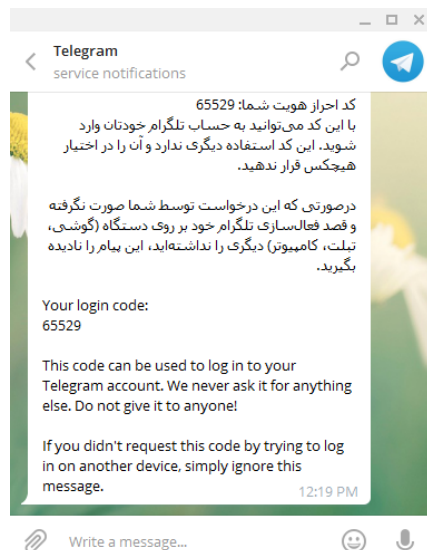 Telegram
service notifications
کد احراز هویت شما: 65529
با این کد می‌توانید به حساب تلگرام خودتان وارد
شوید. این کد استفاده دیگری ندارد و آن را در اختیار
هیچکس قرار ندهید.
درصورتی که این درخواست توسط شما صورت نگرفته
و قصد فعال‌سازی تلگرام خود بر روی دستگاه (گوشی،
تبلت، کامپیوتر) دیگری را نداشته‌اید، این پیام را نادیده
بگیرید.
Your login code:
65529
This code can be used to log in to your
Telegram account. We never ask it for anything
else. Do not give it to anyone!
If you didn't request this code by trying to log
in on another device, simply ignore this
message.
12:19 PM
Write a message...